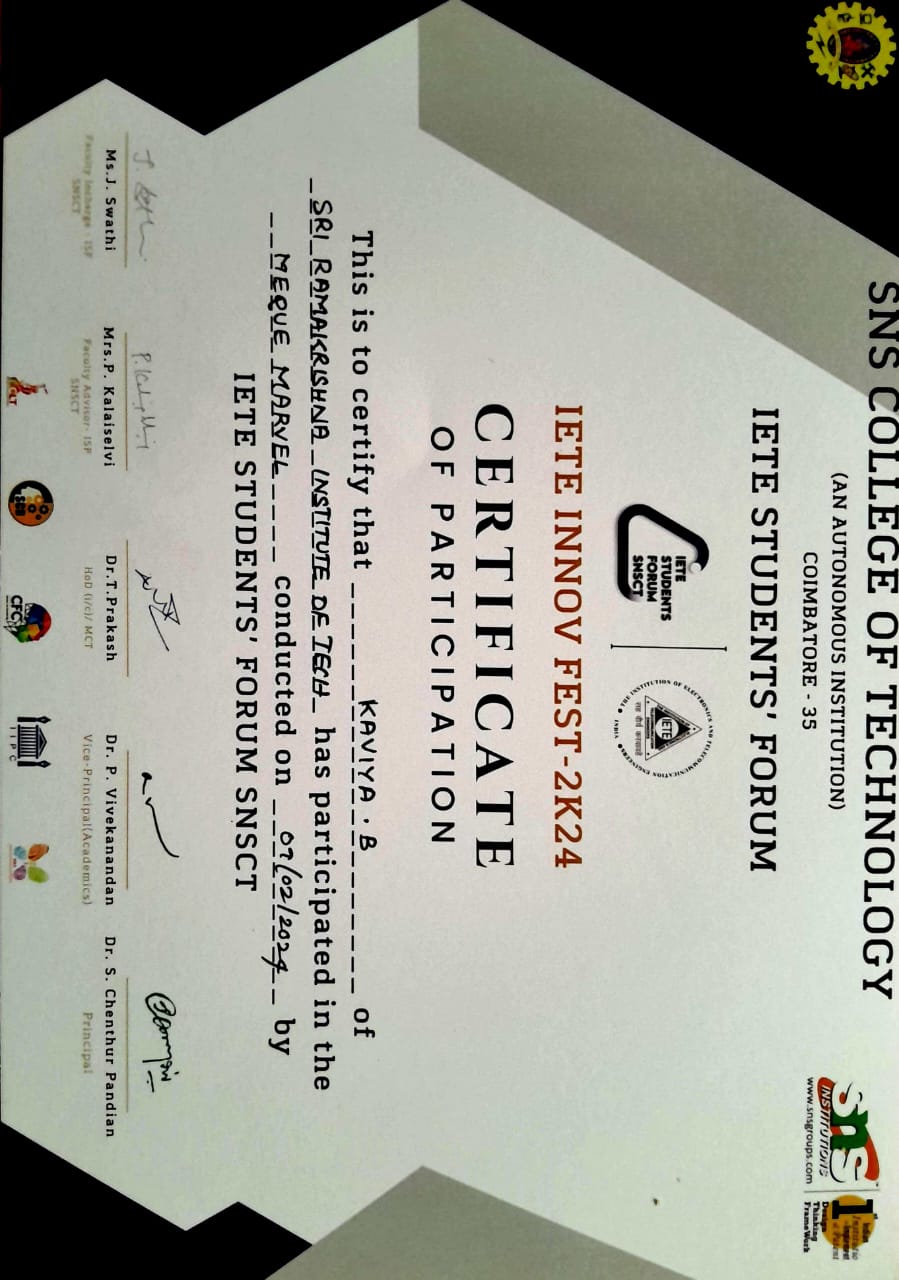 SNS COLLEGE OF TECHNOLOGY
(AN AUTONOMOUS INSTITUTION)
COIMBATORE - 35
sns
INSTITUTIONS
www.snsgroups.com
1st
Design
Thinking
FrameWork
IETE STUDENTS' FORUM
IETE
STUDENTS
FORUM
SNSCT
THE INSTITUTION OF ELECTRONICS AND TELECOMMUNICATION ENGINEERS
INDIA
IETE
IETE INNOV FEST-2K24
CERTIFICATE
OF PARTICIPATION
This is to certify that KAVIYA . B of
SRI RAMAKRISHNA INSTITUTE OF TECH has participated in the
MEQUE MARVEL conducted on 07/02/2024 by
IETE STUDENTS' FORUM SNSCT
Ms.J. Swathi
Faculty Incharge - ISF
SNSCT
Mrs.P. Kalaiselvi
Faculty Advisor- ISF
SNSCT
Dr.T.Prakash
HoD (i/c)/ MCT
Dr. P. Vivekanandan
Vice-Principal(Academics)
Dr. S. Chenthur Pandian
Principal
CFC
IIPC